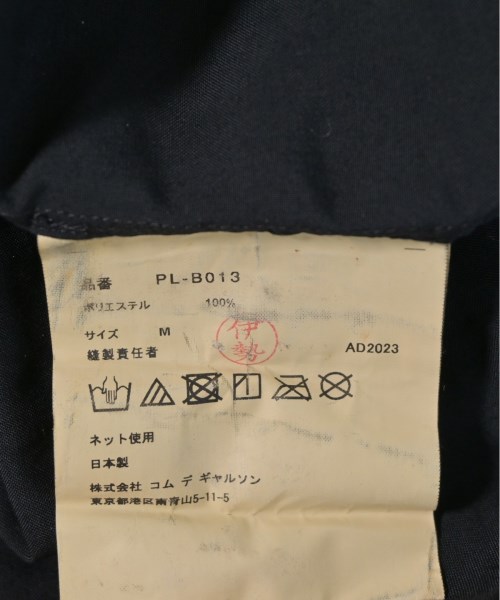 品番 PL-B013
ポリエステル 100%
サイズ M
伊勢
縫製責任者 AD2023
ネット使用
日本製
株式会社 コム デ ギャルソン
東京都港区南青山5-11-5